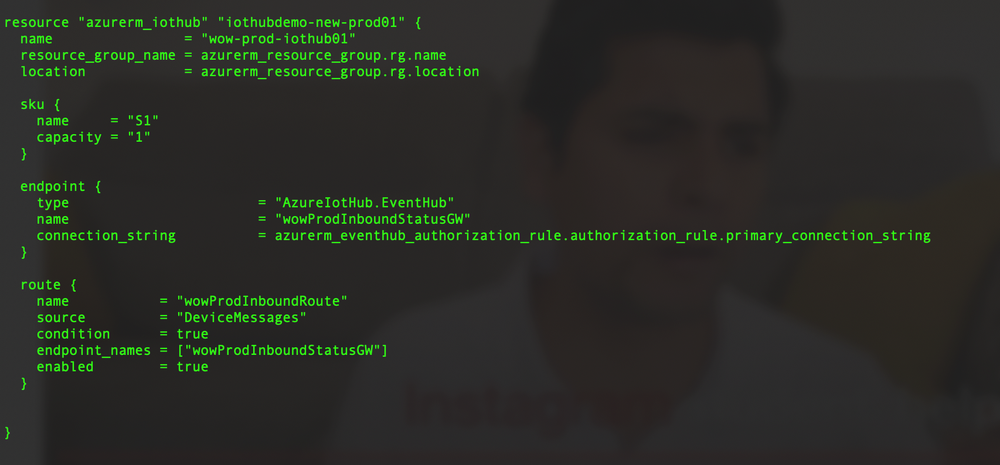 resource "azurerm_iothub" "iothubdemo-new-prod01" {
  name                = "wow-prod-iothub01"
  resource_group_name = azurerm_resource_group.rg.name
  location            = azurerm_resource_group.rg.location
  sku {
    name     = "S1"
    capacity = "1"
  }
  endpoint {
    type                       = "AzureIotHub.EventHub"
    name                       = "wowProdInboundStatusGW"
    connection_string          = azurerm_eventhub_authorization_rule.authorization_rule.primary_connection_string
  }
  route {
    name           = "wowProdInboundRoute"
    source         = "DeviceMessages"
    condition      = true
    endpoint_names = ["wowProdInboundStatusGW"]
    enabled        = true
  }
}